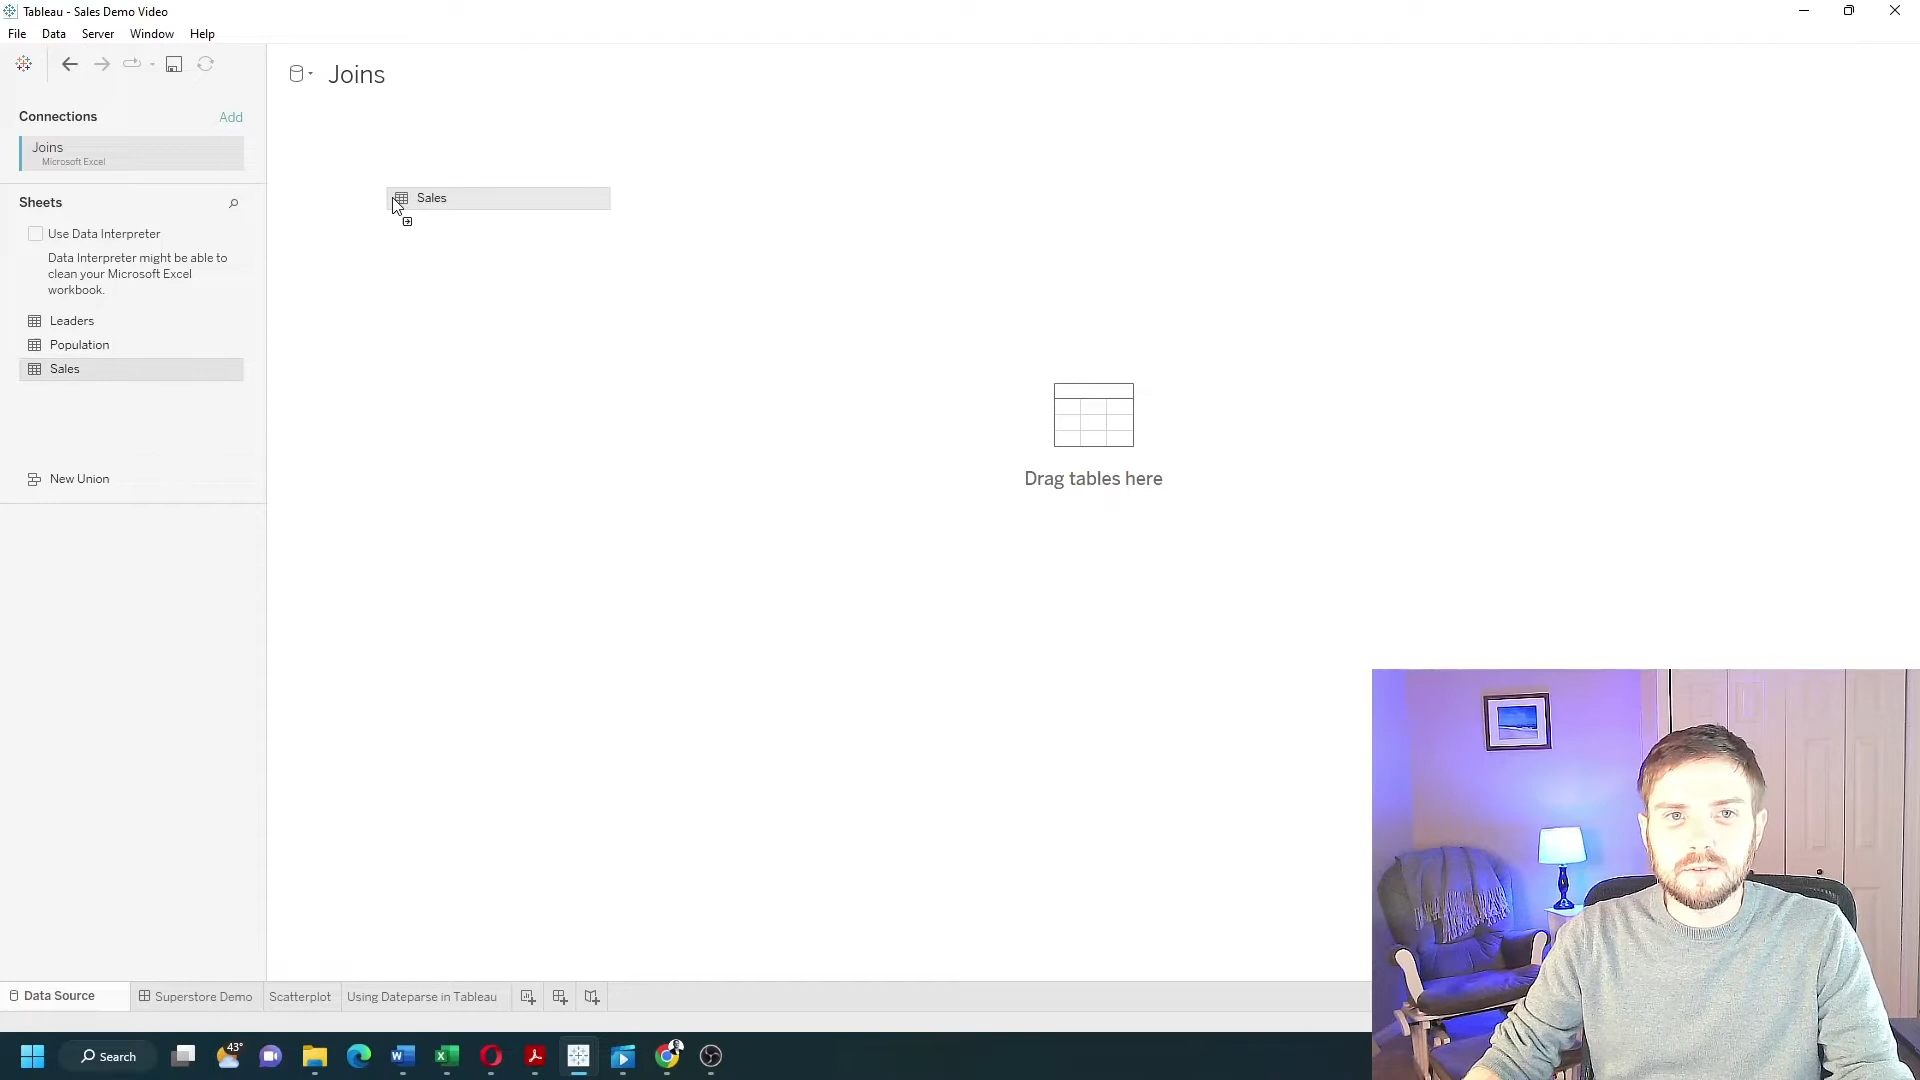 Tableau - Sales Demo Video
File Data Server Window Help
Joins
Connections Add
Joins
Microsoft Excel
Sales
Sheets
Use Data Interpreter
Data Interpreter might be able to
clean your Microsoft Excel
workbook.
Leaders
Population
Sales
Drag tables here
New Union
Data Source Superstore Demo Scatterplot Using Dateparse in Tableau
Search 43°